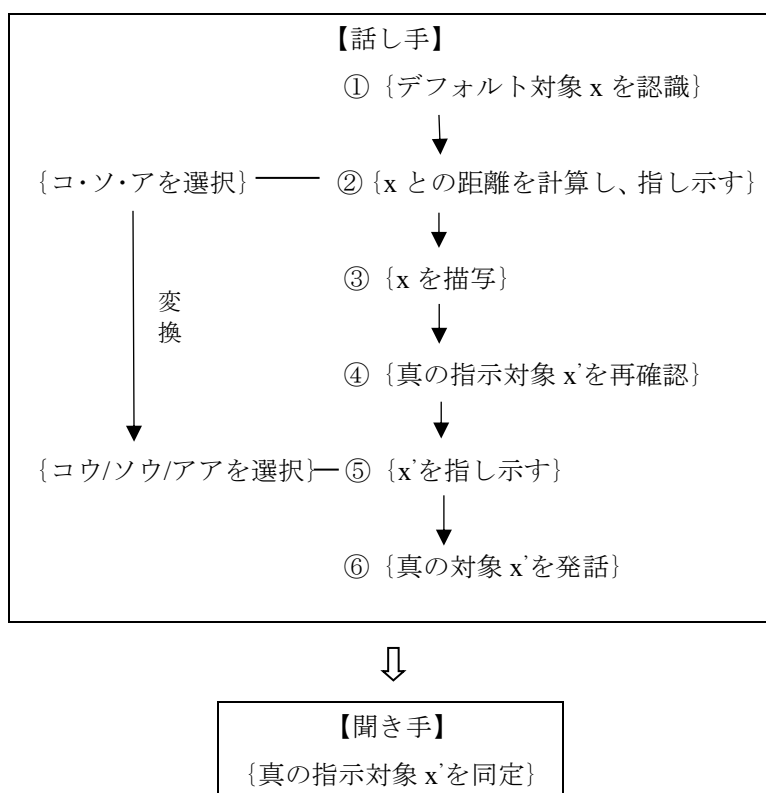 【話し手】
① {デフォルト対象 x を認識}
{コ・ソ・アを選択}
② {x との距離を計算し、指し示す}
③ {x を描写}
変換
④ {真の指示対象 x’を再確認}
{コウ/ソウ/アアを選択}
⑤ {x’を指し示す}
⑥ {真の対象 x’を発話}
【聞き手】
{真の指示対象 x’を同定}